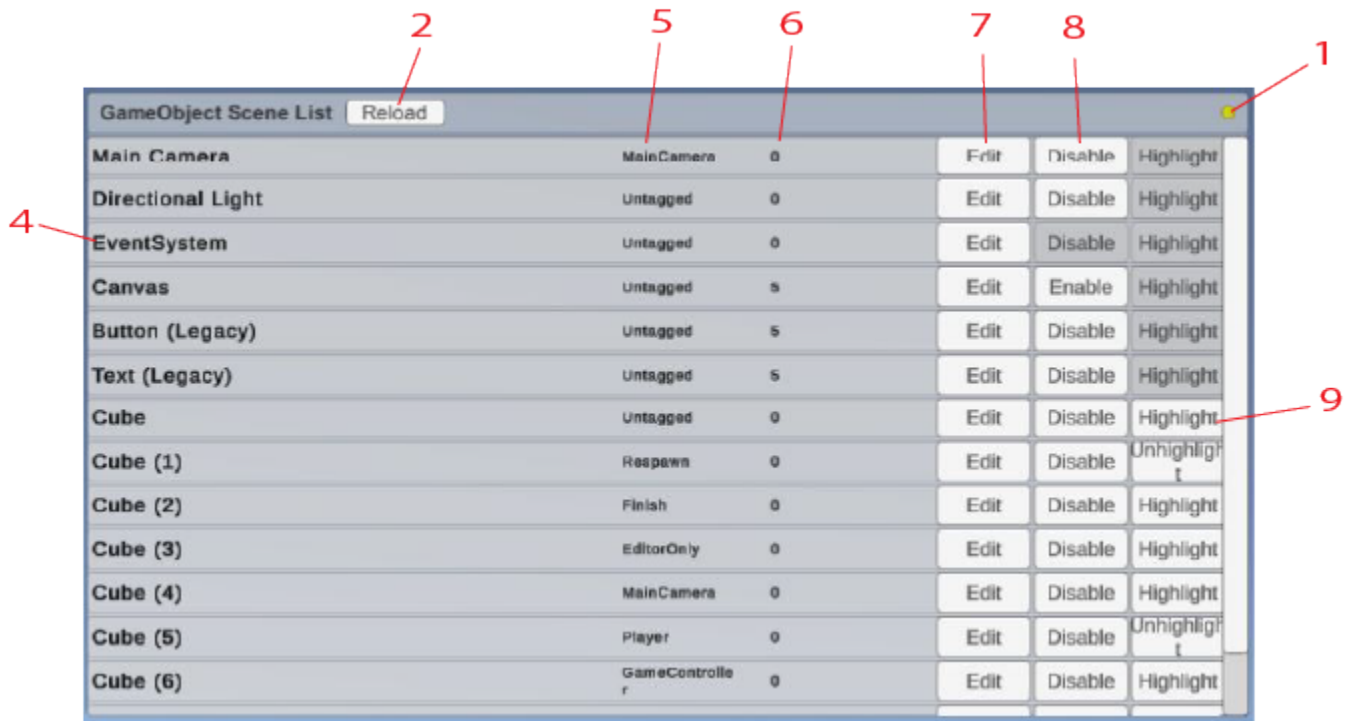 2 5 6 7 8 1
GameObject Scene List Reload
Main Camera MainCamera 0 Edit Disable Highlight
Directional Light Untagged 0 Edit Disable Highlight
4 EventSystem Untagged 0 Edit Disable Highlight
Canvas Untagged 5 Edit Enable Highlight
Button (Legacy) Untagged 5 Edit Disable Highlight
Text (Legacy) Untagged 5 Edit Disable Highlight
Cube Untagged 0 Edit Disable Highlight 9
Cube (1) Respawn 0 Edit Disable Unhighligh
t
Cube (2) Finish 0 Edit Disable Highlight
Cube (3) EditorOnly 0 Edit Disable Highlight
Cube (4) MainCamera 0 Edit Disable Highlight
Cube (5) Player 0 Edit Disable Unhighligh
t
Cube (6) GameControlle 0 Edit Disable Highlight
r